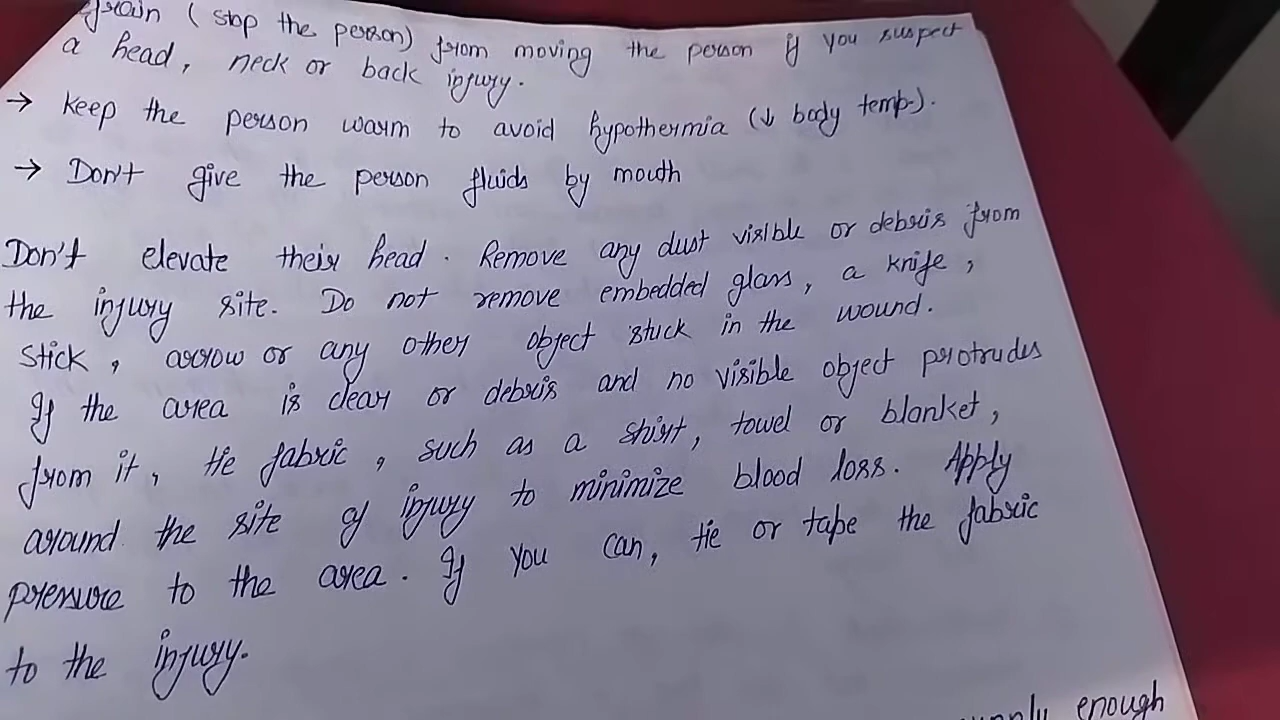 (stop the person) from moving the person if you suspect
a head, neck or back injury.
→ Keep the person warm to avoid hypothermia (↓ body temp.).
→ Don't give the person fluids by mouth
Don't elevate their head. Remove any dust visible or debris from
the injury site. Do not remove embedded glass, a knife,
stick, arrow or any other object stuck in the wound.
If the area is clear or debris and no visible object protrudes
from it, tie fabric, such as a shirt, towel or blanket,
around the site of injury to minimize blood loss. Apply
pressure to the area. If you can, tie or tape the fabric
to the injury.
enough